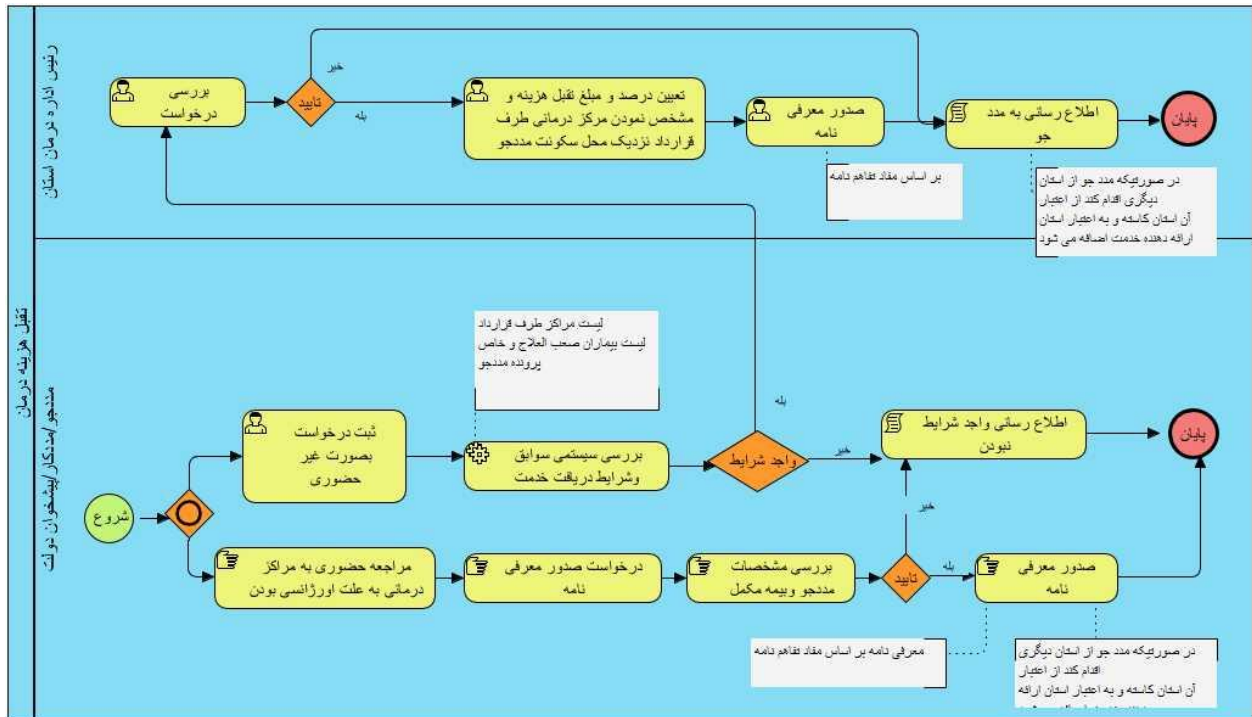 تقبل هزینه درمان
رئیس اداره درمان استان
بررسی
درخواست
تایید
خیر
بله
تعیین درصد و مبلغ تقبل هزینه و
مشخص نمودن مرکز درمانی طرف
قرارداد نزدیک محل سکونت مددجو
صدور معرفی
نامه
بر اساس مفاد تفاهم نامه
اطلاع رسانی به مدد
جو
در صورتیکه مدد جو از استان
دیگری اقدام کند از اعتبار
آن استان کاسته و به اعتبار استان
ارائه دهنده خدمت اضافه می شود
پایان
مددجو/مددکار/پیشخوان دولت
شروع
ثبت درخواست
بصورت غیر
حضوری
لیست مراکز طرف قرارداد
لیست بیماران صعب العلاج و خاص
پرونده مددجو
بررسی سیستمی سوابق
وشرایط دریافت خدمت
واجد شرایط
بله
خیر
اطلاع رسانی واجد شرایط
نبودن
پایان
مراجعه حضوری به مراکز
درمانی به علت اورژانسی بودن
درخواست صدور معرفی
نامه
بررسی مشخصات
مددجو وبیمه مکمل
تایید
خیر
بله
صدور معرفی
نامه
معرفی نامه بر اساس مفاد تفاهم نامه
در صورتیکه مدد جو از استان دیگری
اقدام کند از اعتبار
آن استان کاسته و به اعتبار استان ارائه